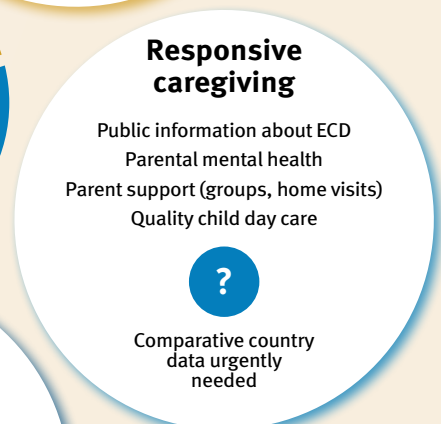 Responsive
caregiving
Public information about ECD
Parental mental health
Parent support (groups, home visits)
Quality child day care
?
Comparative country
data urgently
needed